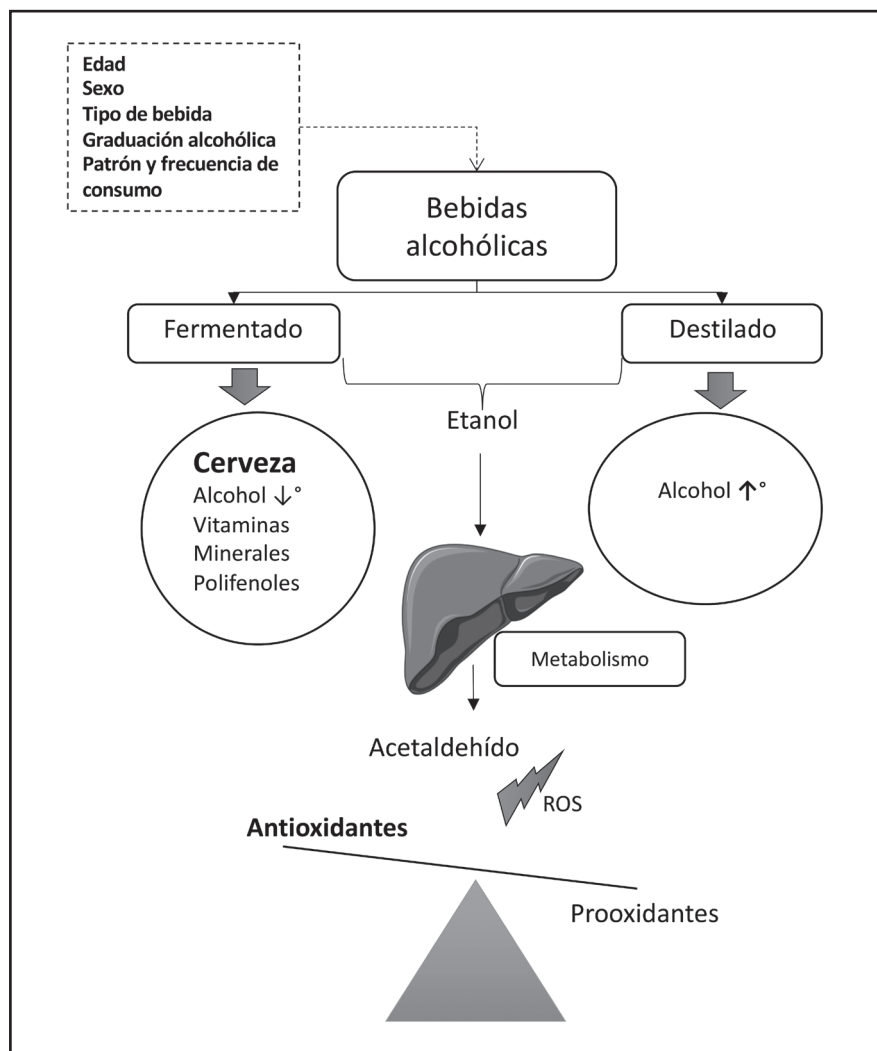 Edad
Sexo
Tipo de bebida
Graduación alcohólica
Patrón y frecuencia de
consumo
Bebidas
alcohólicas
Fermentado
Destilado
Etanol
Cerveza
Alcohol ↓°
Vitaminas
Minerales
Polifenoles
Alcohol ↑°
Metabolismo
Acetaldehído
ROS
Antioxidantes
Prooxidantes